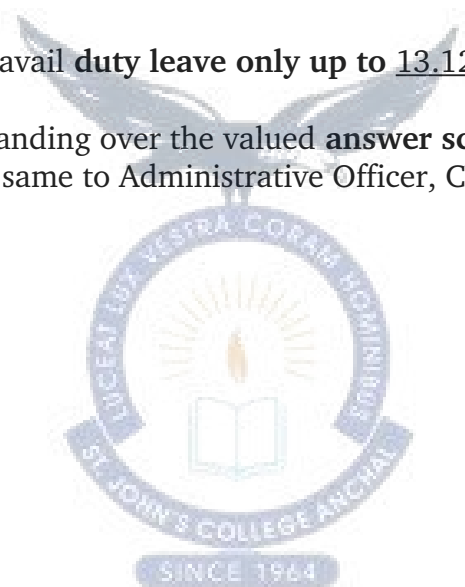 avail duty leave only up to 13.12
anding over the valued answer sc
same to Administrative Officer, C
LUCEAT LUX VESTRA CORAM HOMINIBUS
ST. JOHN'S COLLEGE ANCHAL
SINCE 1964